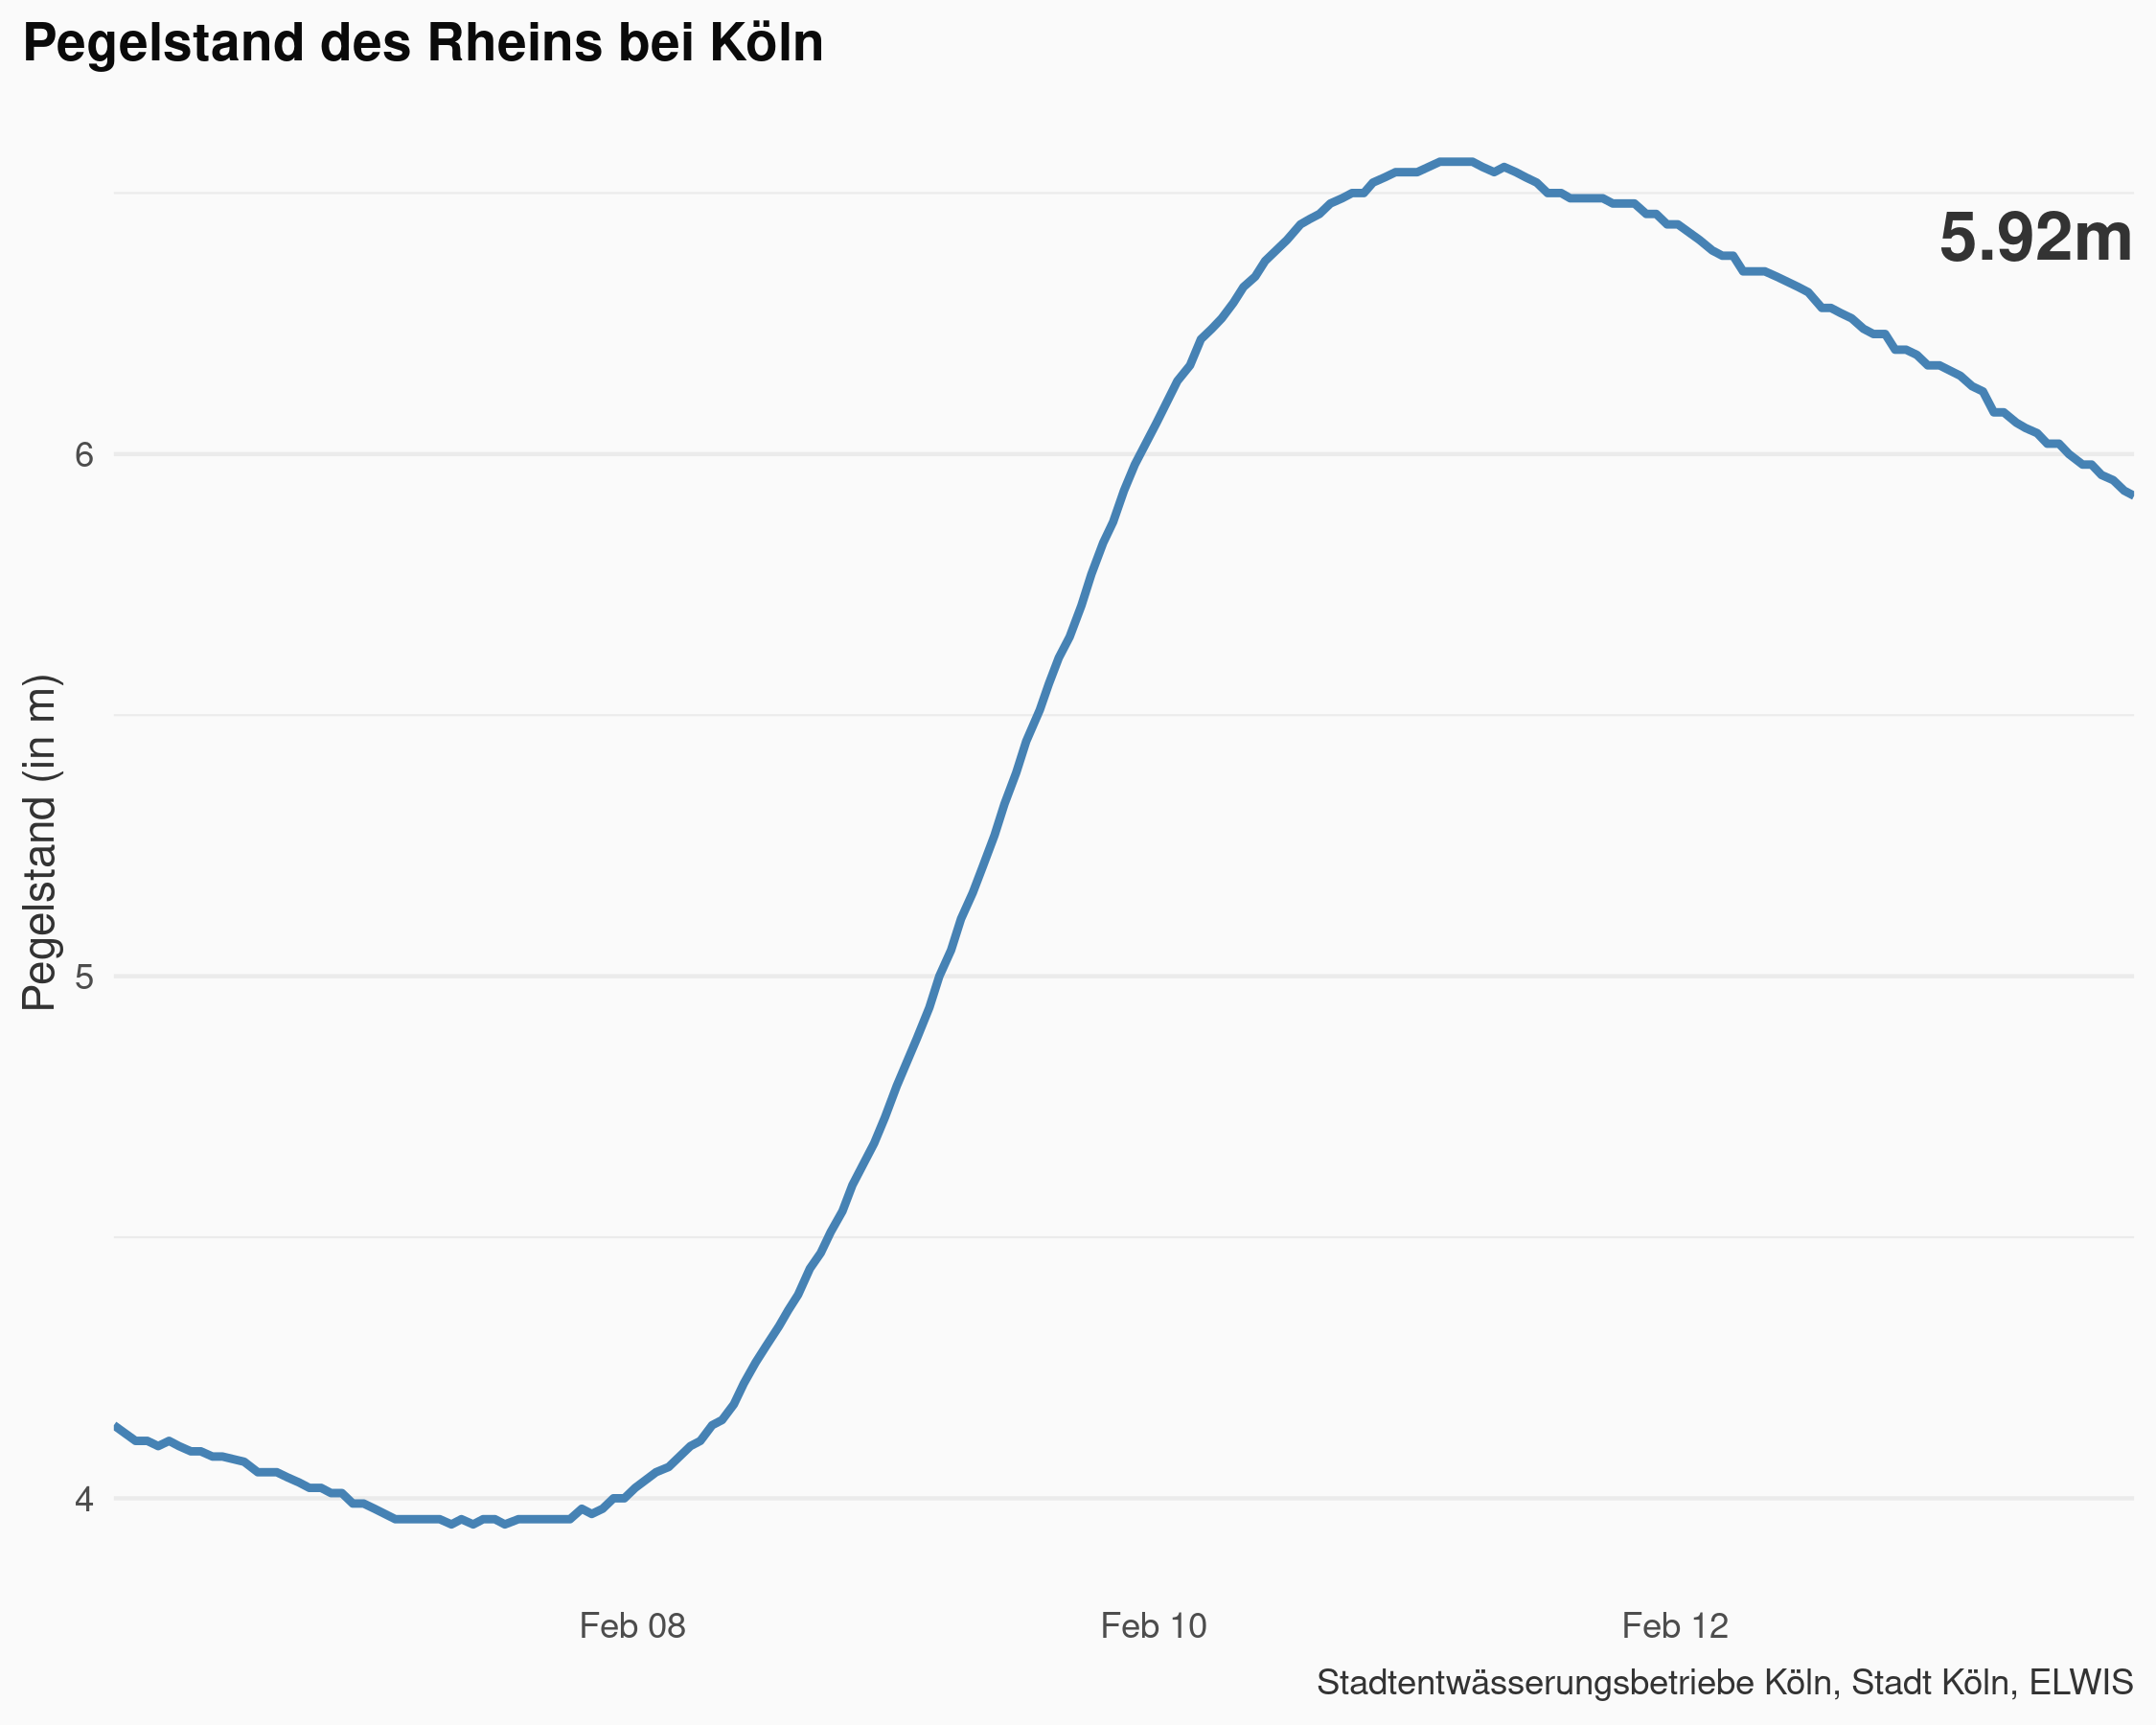 Pegelstand des Rheins bei Köln
5.92m
Pegelstand (in m)
6
5
4
Feb 08
Feb 10
Feb 12
Stadtentwässerungsbetriebe Köln, Stadt Köln, ELWIS